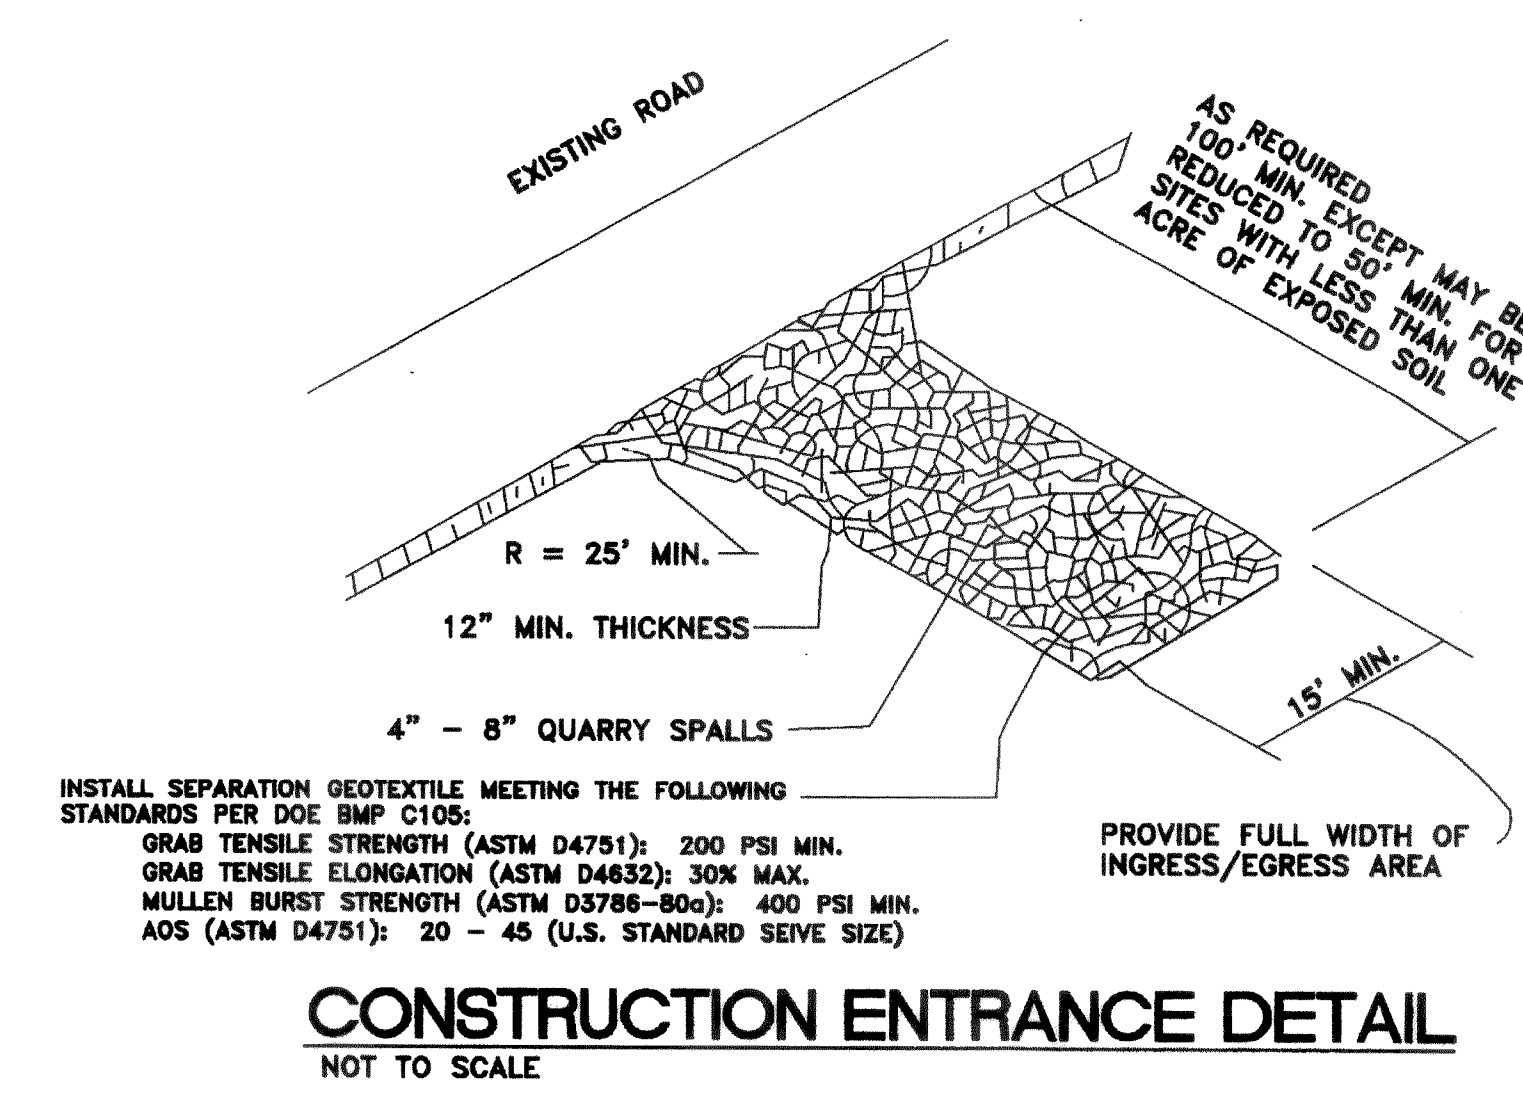 EXISTING ROAD
AS REQUIRED
100' MIN. EXCEPT MAY BE
REDUCED TO 50' MIN. FOR
SITES WITH LESS THAN ONE
ACRE OF EXPOSED SOIL
R = 25' MIN.
12" MIN. THICKNESS
4" - 8" QUARRY SPALLS
15' MIN.
INSTALL SEPARATION GEOTEXTILE MEETING THE FOLLOWING
STANDARDS PER DOE BMP C105:
GRAB TENSILE STRENGTH (ASTM D4751): 200 PSI MIN.
GRAB TENSILE ELONGATION (ASTM D4632): 30% MAX.
MULLEN BURST STRENGTH (ASTM D3786-80a): 400 PSI MIN.
AOS (ASTM D4751): 20 - 45 (U.S. STANDARD SEIVE SIZE)
PROVIDE FULL WIDTH OF
INGRESS/EGRESS AREA
CONSTRUCTION ENTRANCE DETAIL
NOT TO SCALE